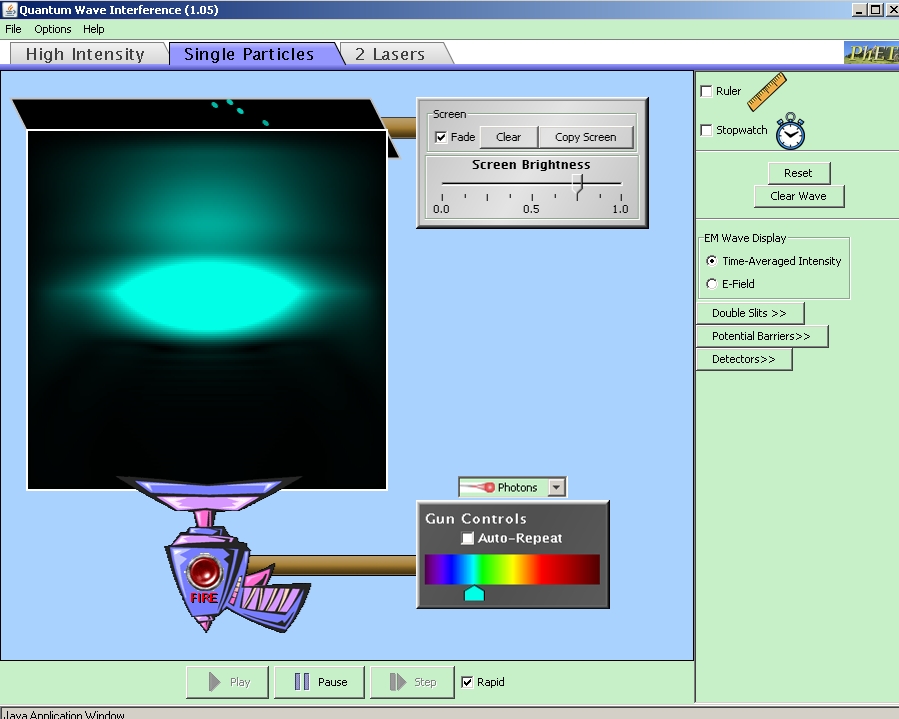 Quantum Wave Interference (1.05)
File Options Help
High Intensity Single Particles 2 Lasers PhET
Screen
Fade Clear Copy Screen
Screen Brightness
0.0 0.5 1.0
Ruler
Stopwatch
Reset
Clear Wave
EM Wave Display
Time-Averaged Intensity
E-Field
Double Slits >>
Potential Barriers>>
Detectors>>
Photons
Gun Controls
Auto-Repeat
FIRE
Play Pause Step Rapid
Java Application Window